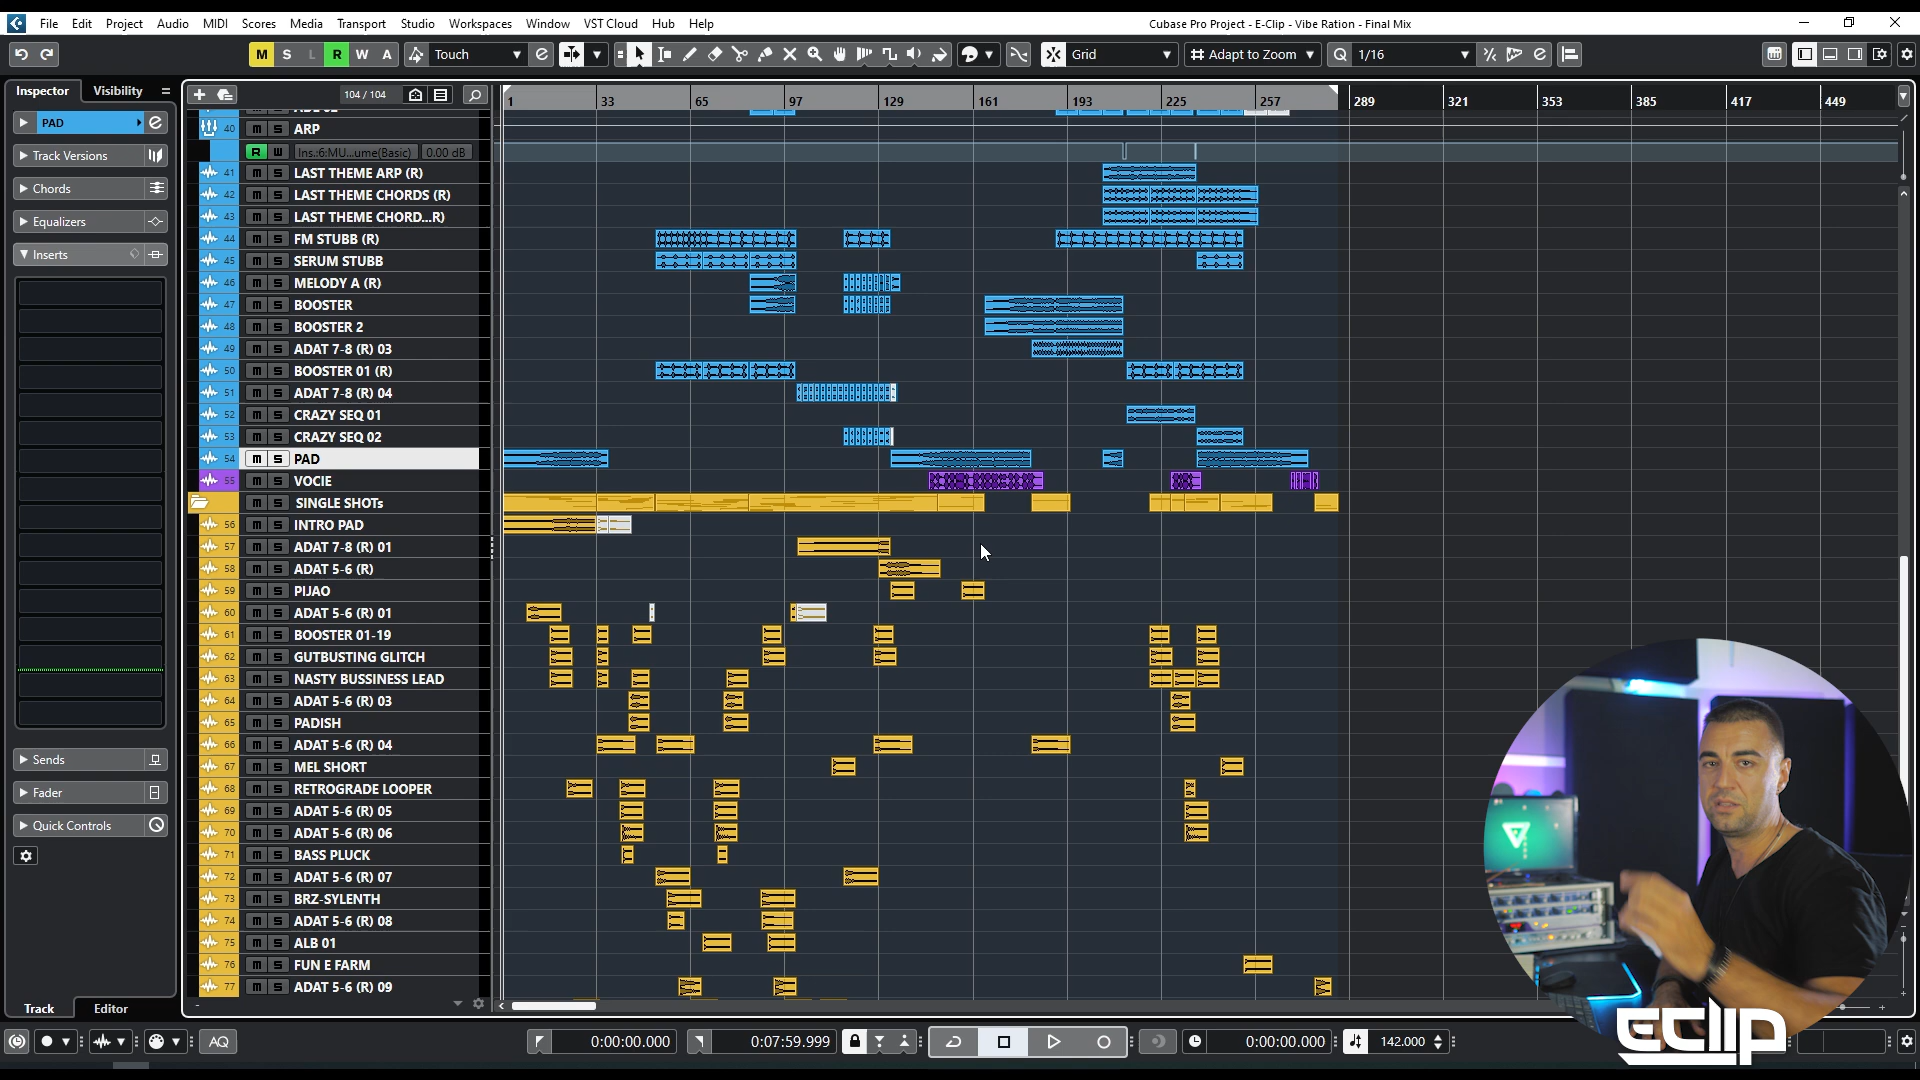 File Edit Project Audio MIDI Scores Media Transport Studio Workspaces Window VST Cloud Hub Help
Cubase Pro Project - E-Clip - Vibe Ration - Final Mix
M S L R W A Touch Grid Adapt to Zoom Q 1/16
Inspector Visibility
104 / 104
1 33 65 97 129 161 193 225 257 289 321 353 385 417 449
PAD
Track Versions
Chords
Equalizers
Inserts
Sends
Fader
Quick Controls
Track Editor
40 m S ARP
R W Ins.:6:MU...ume(Basic) 0.00 dB
41 m S LAST THEME ARP (R)
42 m S LAST THEME CHORDS (R)
43 m S LAST THEME CHORD...R)
44 m S FM STUBB (R)
45 m S SERUM STUBB
46 m S MELODY A (R)
47 m S BOOSTER
48 m S BOOSTER 2
49 m S ADAT 7-8 (R) 03
50 m S BOOSTER 01 (R)
51 m S ADAT 7-8 (R) 04
52 m S CRAZY SEQ 01
53 m S CRAZY SEQ 02
54 m S PAD
55 m S VOCIE
m S SINGLE SHOTs
56 m S INTRO PAD
57 m S ADAT 7-8 (R) 01
58 m S ADAT 5-6 (R)
59 m S PIJAO
60 m S ADAT 5-6 (R) 01
61 m S BOOSTER 01-19
62 m S GUTBUSTING GLITCH
63 m S NASTY BUSSINESS LEAD
64 m S ADAT 5-6 (R) 03
65 m S PADISH
66 m S ADAT 5-6 (R) 04
67 m S MEL SHORT
68 m S RETROGRADE LOOPER
69 m S ADAT 5-6 (R) 05
70 m S ADAT 5-6 (R) 06
71 m S BASS PLUCK
72 m S ADAT 5-6 (R) 07
73 m S BRZ-SYLENTH
74 m S ADAT 5-6 (R) 08
75 m S ALB 01
76 m S FUN E FARM
77 m S ADAT 5-6 (R) 09
AQ 0:00:00.000 0:07:59.999 0:00:00.000 142.000
ECLIP